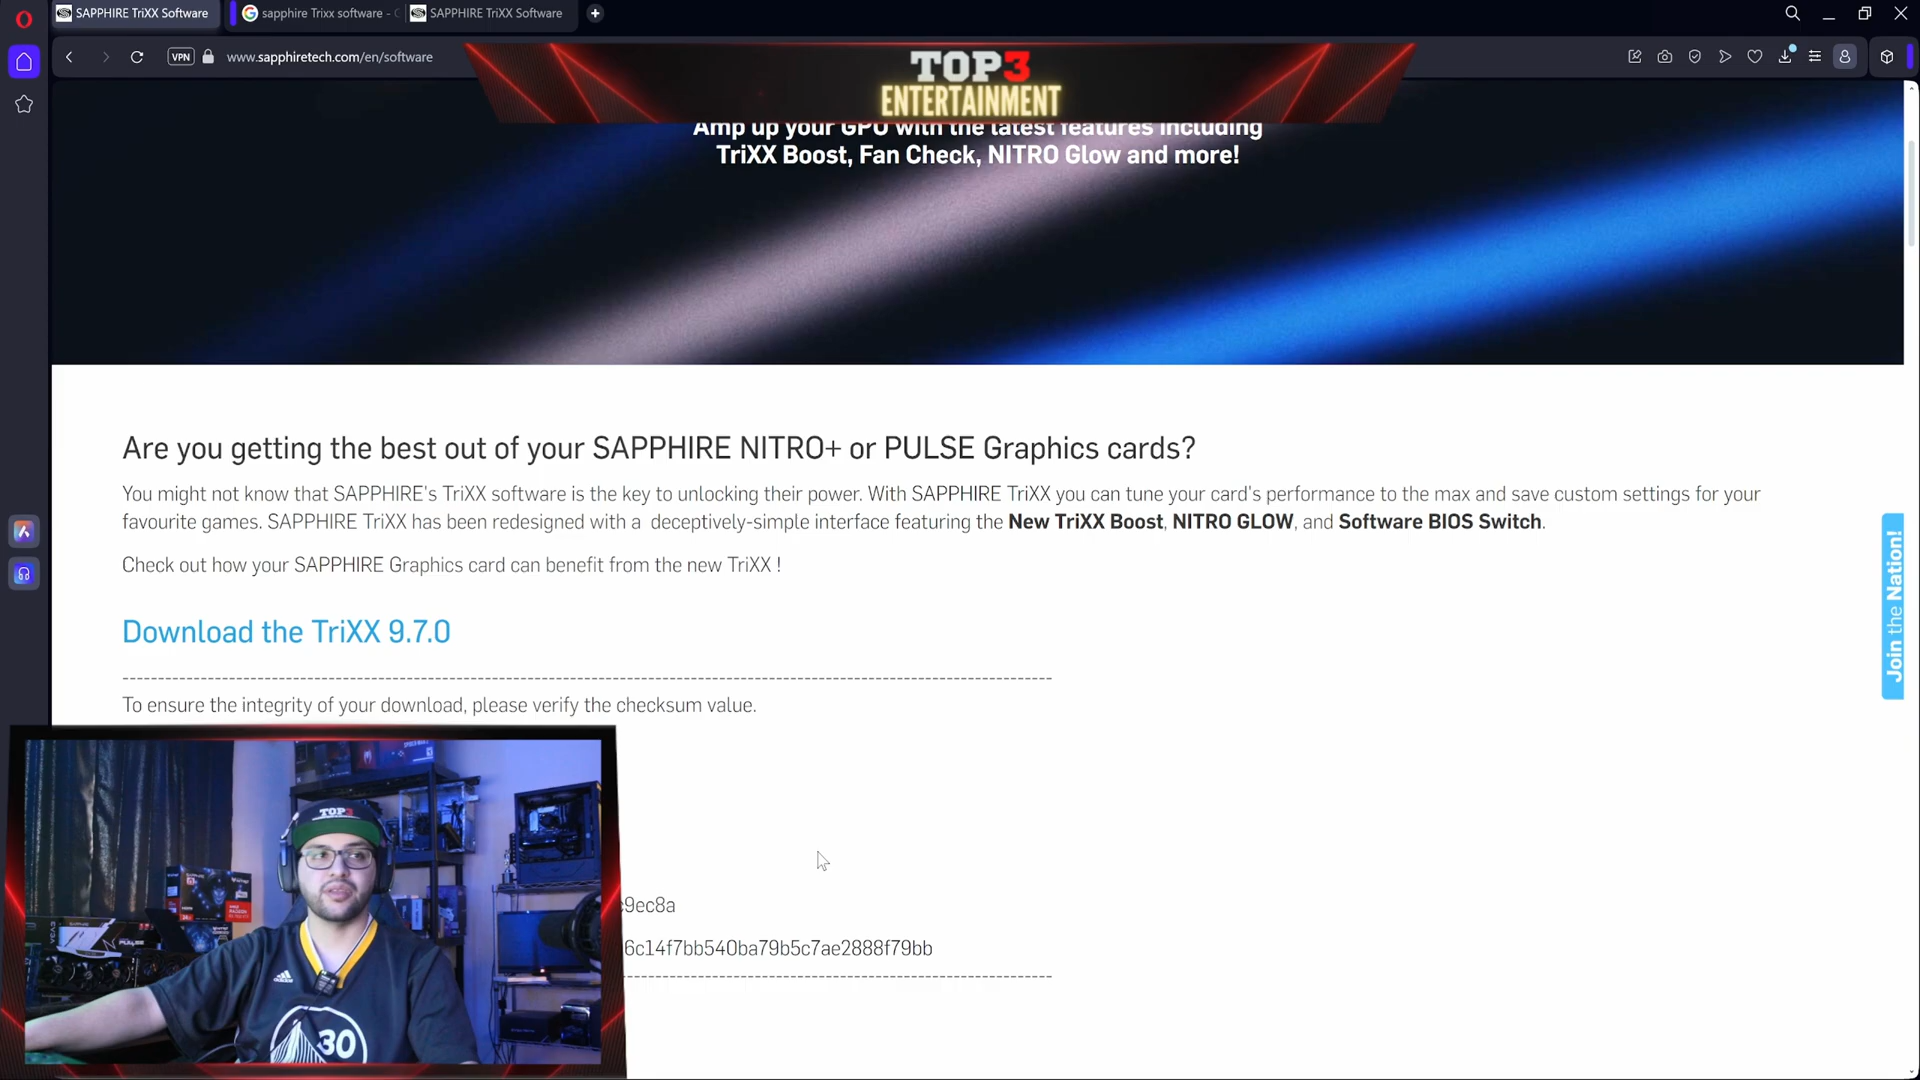 SAPPHIRE TriXX Software
sapphire Trixx software -
SAPPHIRE TriXX Software
VPN
www.sapphiretech.com/en/software
TOP3
ENTERTAINMENT
Amp up your GPU with the latest features including
TriXX Boost, Fan Check, NITRO Glow and more!
Are you getting the best out of your SAPPHIRE NITRO+ or PULSE Graphics cards?
You might not know that SAPPHIRE's TriXX software is the key to unlocking their power. With SAPPHIRE TriXX you can tune your card's performance to the max and save custom settings for your
favourite games. SAPPHIRE TriXX has been redesigned with a deceptively-simple interface featuring the New TriXX Boost, NITRO GLOW, and Software BIOS Switch.
Check out how your SAPPHIRE Graphics card can benefit from the new TriXX !
Download the TriXX 9.7.0
To ensure the integrity of your download, please verify the checksum value.
c9ec8a
6c14f7bb540ba79b5c7ae2888f79bb
Join the Nation!
TOP3
adidas
30